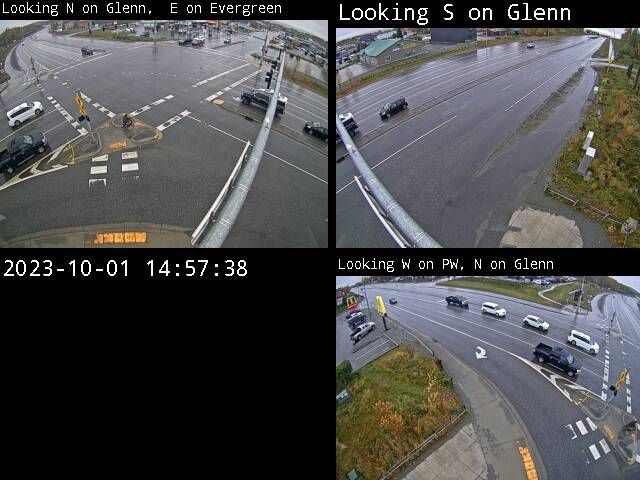 Looking N on Glenn,  E on Evergreen
Looking S on Glenn
2023-10-01 14:57:38
Looking W on PW, N on Glenn